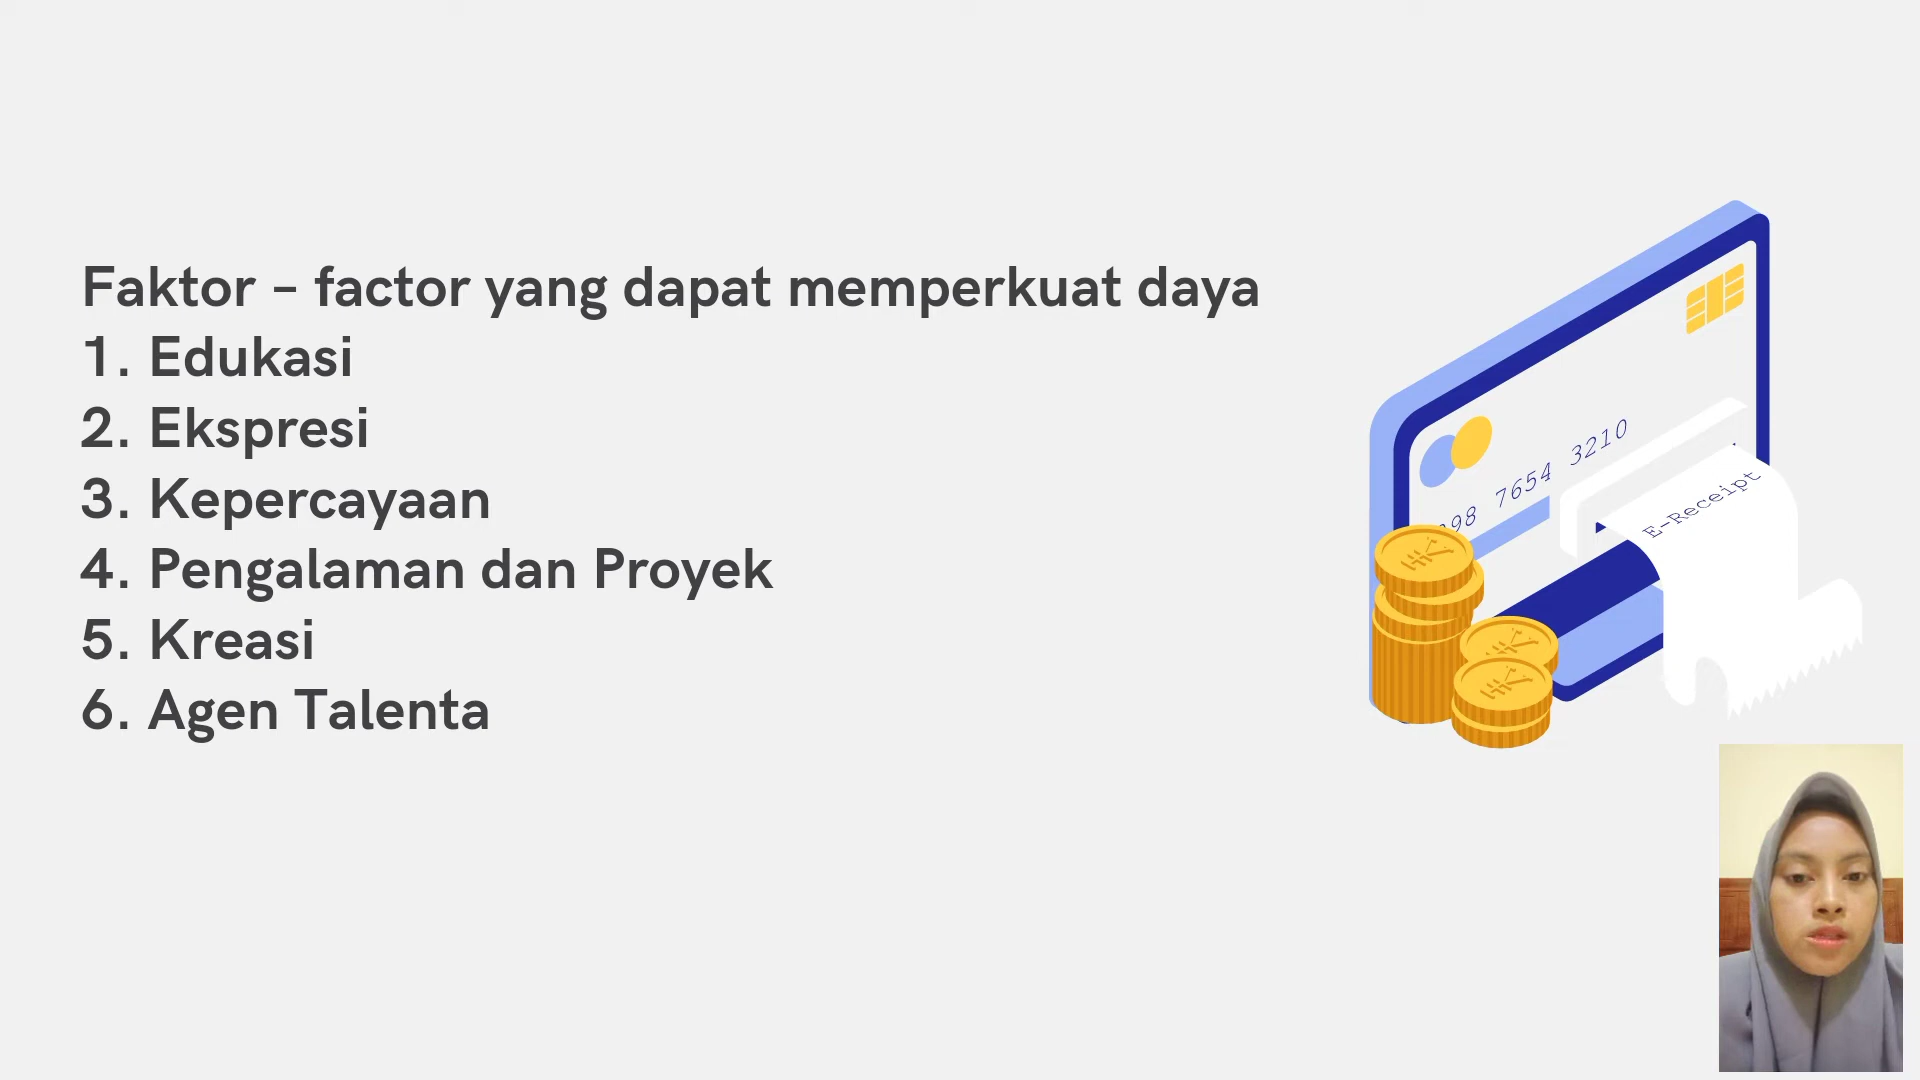 Faktor – factor yang dapat memperkuat daya
1. Edukasi
2. Ekspresi
3. Kepercayaan
4. Pengalaman dan Proyek
5. Kreasi
6. Agen Talenta
98 7654 3210
E-Receipt